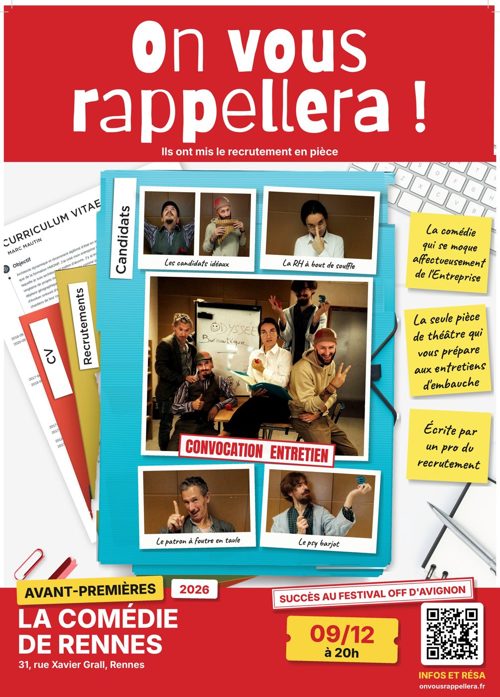 On vous
rappellera !
Ils ont mis le recrutement en pièce
CURRICULUM VITAE
MARC MAUTIN
Objectif
CV
Recrutements
Candidats
Les candidats idéaux
La RH à bout de souffle
ODYSSEY
CONVOCATION ENTRETIEN
Le patron à foutre en taule
Le psy barjot
La comédie
qui se moque
affectueusement
de l'Entreprise
La seule pièce
de théâtre qui
vous prépare
aux entretiens
d'embauche
Écrite par
un pro du
recrutement
AVANT-PREMIÈRES
2026
LA COMÉDIE
DE RENNES
31, rue Xavier Grall, Rennes
SUCCÈS AU FESTIVAL OFF D'AVIGNON
09/12
à 20h
INFOS ET RÉSA
onvousrappellera.fr